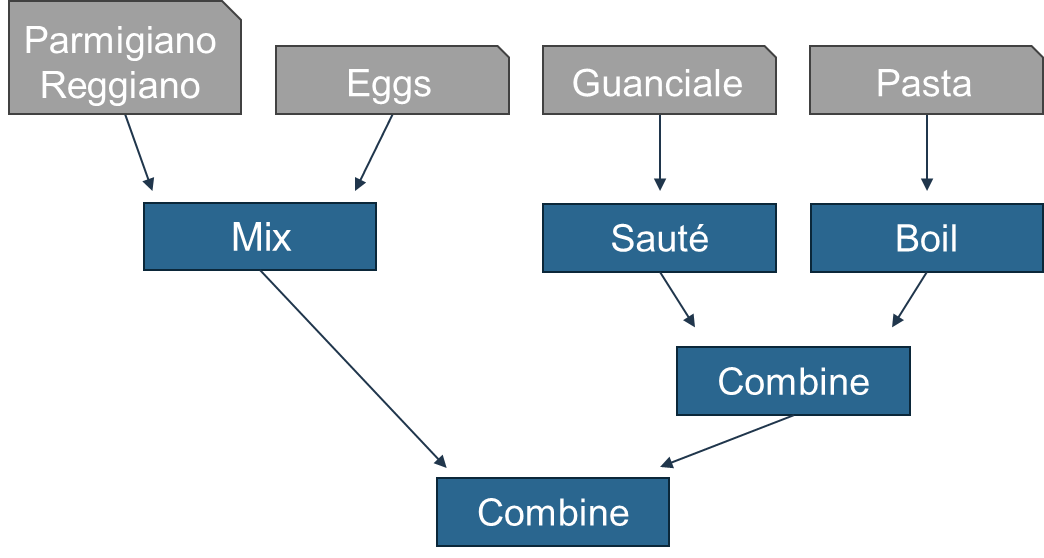 Parmigiano
Reggiano
Eggs
Guanciale
Pasta
Mix
Sauté
Boil
Combine
Combine